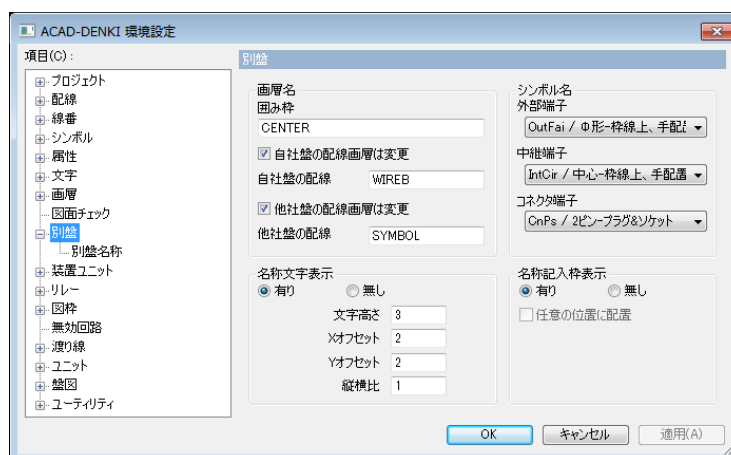 ACAD-DENKI 環境設定
項目(C):
プロジェクト
配線
線番
シンボル
属性
文字
画層
図面チェック
別盤
別盤名称
装置ユニット
リレー
図枠
無効回路
渡り線
ユニット
盤図
ユーティリティ
別盤
画層名
囲み枠
CENTER
自社盤の配線画層は変更
自社盤の配線 WIREB
他社盤の配線画層は変更
他社盤の配線 SYMBOL
シンボル名
外部端子
OutFai / Φ形-枠線上、手配
中継端子
IntCir / 中心-枠線上、手配置
コネクタ端子
CnPs / 2ピン-プラグ&ソケット
名称文字表示
有り 無し
文字高さ 3
Xオフセット 2
Yオフセット 2
縦横比 1
名称記入枠表示
有り 無し
任意の位置に配置
OK キャンセル 適用(A)